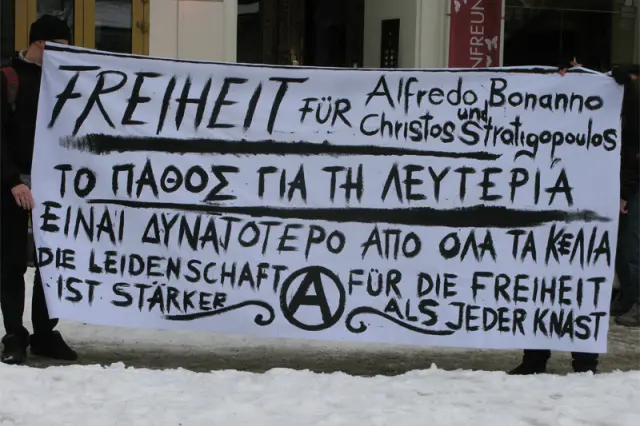 NFREUN
FREIHEIT FÜR Alfredo Bonanno
und
Christos Stratigopoulos
ΤΟ ΠΑΘΟΣ ΓΙΑ ΤΗ ΛΕΥΤΕΡΙΑ
ΕΙΝΑΙ ΔΥΝΑΤΟΤΕΡΟ ΑΠΟ ΟΛΑ ΤΑ ΚΕΛΙΑ
DIE LEIDENSCHAFT FÜR DIE FREIHEIT
IST STÄRKER ALS JEDER KNAST